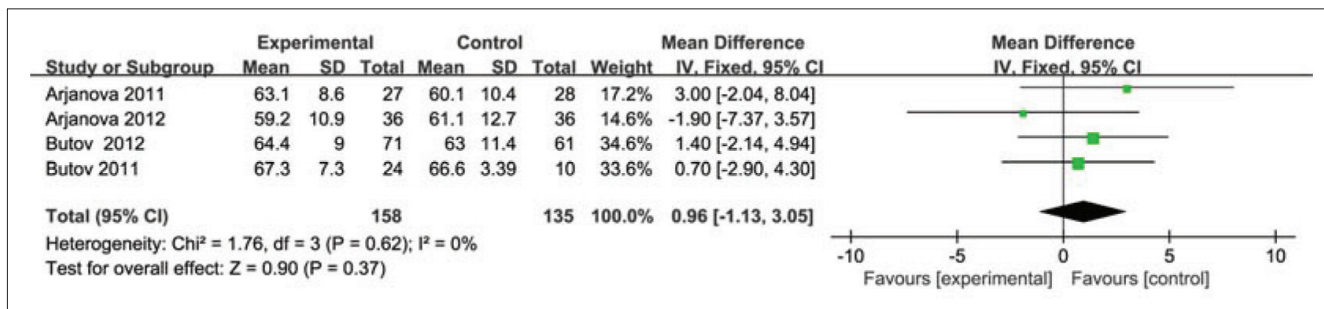 Experimental Control Mean Difference Mean Difference
Study or Subgroup Mean SD Total Mean SD Total Weight IV, Fixed, 95% CI IV, Fixed, 95% CI
Arjanova 2011 63.1 8.6 27 60.1 10.4 28 17.2% 3.00 [-2.04, 8.04]
Arjanova 2012 59.2 10.9 36 61.1 12.7 36 14.6% -1.90 [-7.37, 3.57]
Butov 2012 64.4 9 71 63 11.4 61 34.6% 1.40 [-2.14, 4.94]
Butov 2011 67.3 7.3 24 66.6 3.39 10 33.6% 0.70 [-2.90, 4.30]
Total (95% CI) 158 135 100.0% 0.96 [-1.13, 3.05]
Heterogeneity: Chi² = 1.76, df = 3 (P = 0.62); I² = 0%
Test for overall effect: Z = 0.90 (P = 0.37)
-10 -5 0 5 10
Favours [experimental] Favours [control]